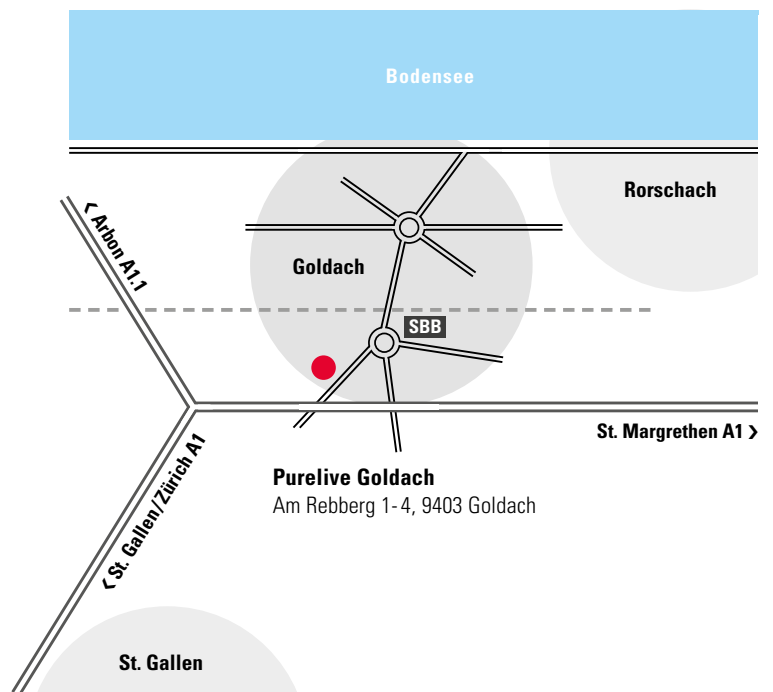 Bodensee
Rorschach
‹ Arbon A1.1
Goldach
SBB
St. Margrethen A1 ›
‹ St. Gallen/Zürich A1
Purelive Goldach
Am Rebberg 1-4, 9403 Goldach
St. Gallen